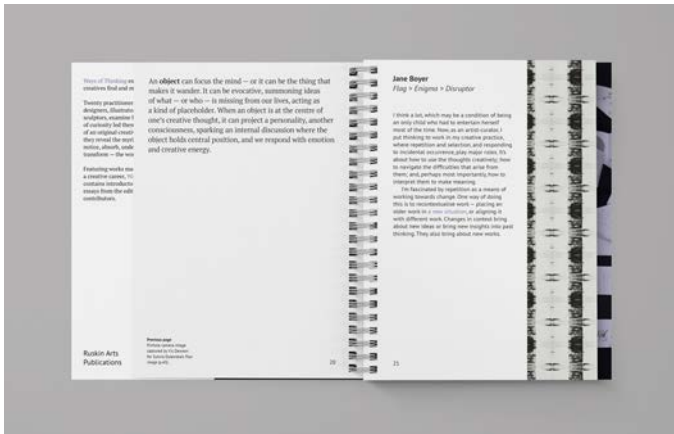 Ways of Thinking
creatives find and
Twenty practitioner
designers, illustrato
sculptors, examine
of curiosity led the
of an original creati
they reveal the
notice, absorb,
transform — the
Featuring works
a creative career,
contains introducto
essays from the edit
contributors.
Ruskin Arts
Publications
An object can focus the mind — or it can be the thing that
makes it wander. It can be evocative, summoning ideas
of what — or who — is missing from our lives, acting as
a kind of placeholder. When an object is at the centre of
one's creative thought, it can project a personality, another
consciousness, sparking an internal discussion where the
object holds central position, and we respond with emotion
and creative energy.
Previous page
captured by
20
Jane Boyer
Flag > Enigma > Disruptor
I think a lot, which may be a condition of being
an only child who had to entertain herself
most of the time. Now, as an artist-curator, I
put thinking to work in my creative practice,
where repetition and selection, and responding
to incidental occurrence, play major roles. It's
about how to use the thoughts creatively; how
to navigate the difficulties that arise from
them; and, perhaps most importantly, how to
interpret them to make meaning.
I'm fascinated by repetition as a means of
working towards change. One way of doing
this is to recontextualise work — placing an
older work in a new situation, or aligning it
with different work. Changes in context bring
about new ideas or bring new insights into past
thinking. They also bring about new works.
21